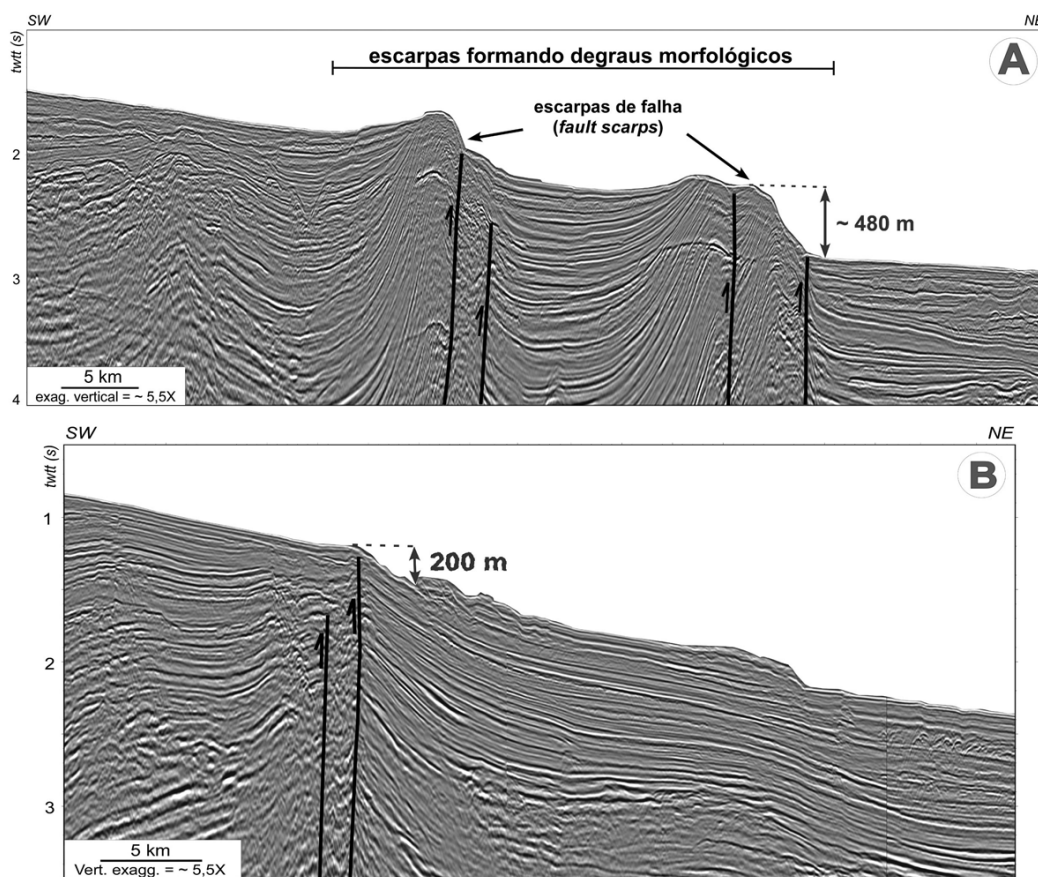 SW
NE
twtt (s)
A
escarpas formando degraus morfológicos
escarpas de falha
(fault scarps)
2
~ 480 m
3
5 km
exag. vertical = ~ 5,5X
4
SW
NE
twtt (s)
B
1
200 m
2
3
5 km
Vert. exagg. = ~ 5,5X